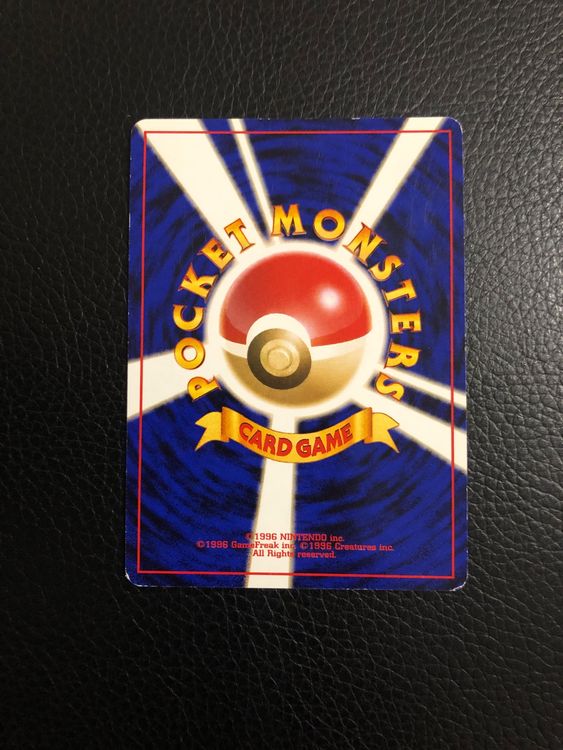 POCKET MONSTERS
CARD GAME
©1996 NINTENDO inc.
©1996 GameFreak inc. ©1996 Creatures inc.
All Rights reserved.